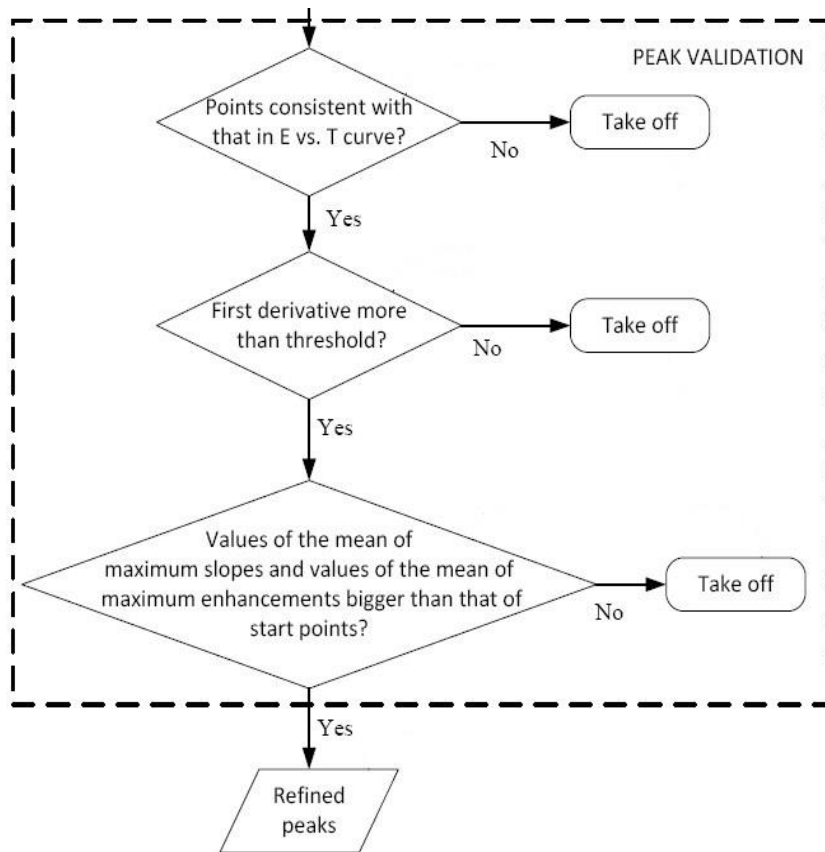 PEAK VALIDATION
Points consistent with
that in E vs. T curve?
Take off
No
Yes
First derivative more
than threshold?
Take off
No
Yes
Values of the mean of
maximum slopes and values of the mean of
maximum enhancements bigger than that of
start points?
Take off
No
Yes
Refined
peaks